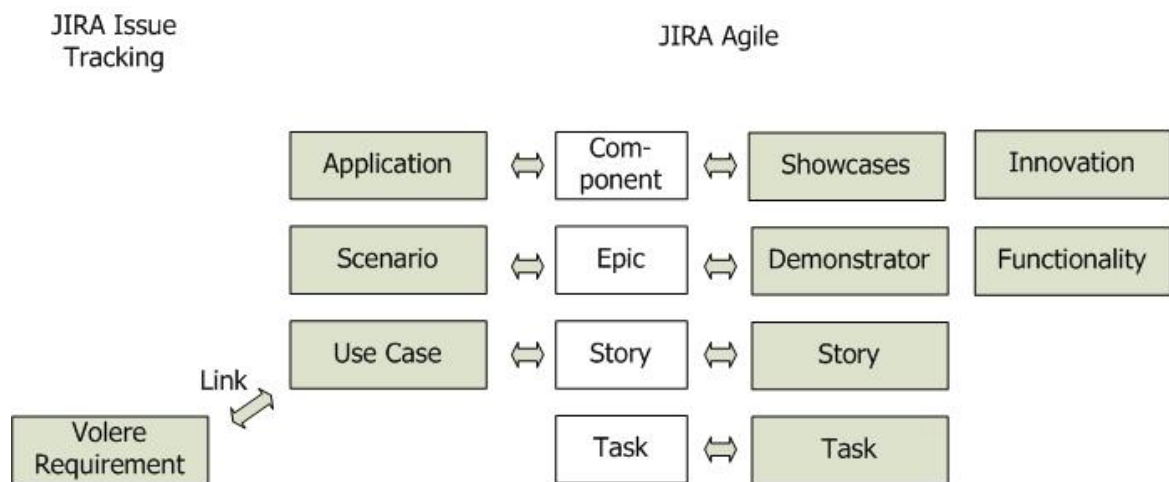 JIRA Issue
Tracking
JIRA Agile
Application
Com-
ponent
Showcases
Innovation
Scenario
Epic
Demonstrator
Functionality
Use Case
Story
Story
Link
Volere
Requirement
Task
Task